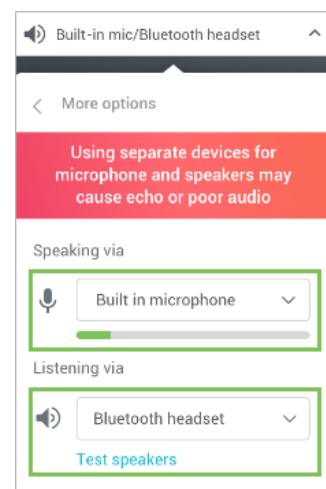 Built-in mic/Bluetooth headset
More options
Using separate devices for
microphone and speakers may
cause echo or poor audio
Speaking via
Built in microphone
Listening via
Bluetooth headset
Test speakers